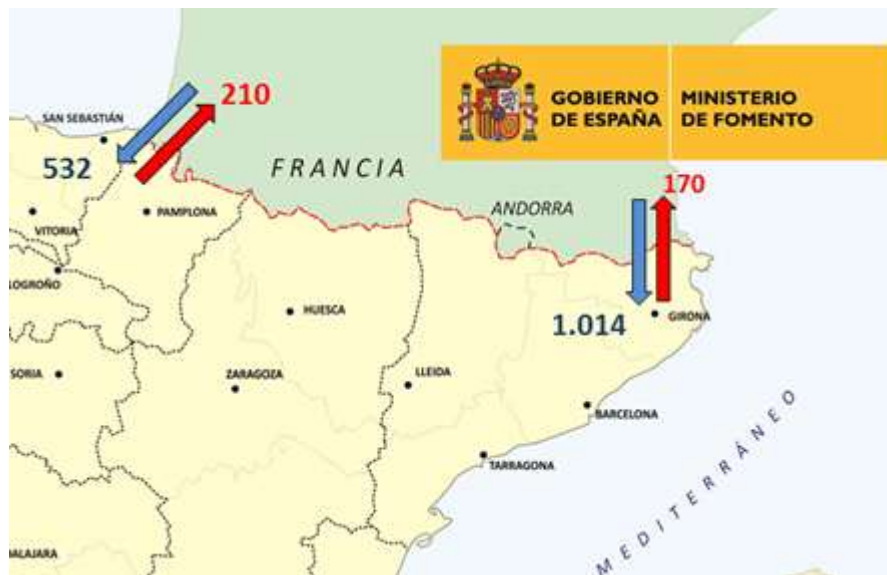 GOBIERNO
DE ESPAÑA
MINISTERIO
DE FOMENTO
210
SAN SEBASTIÁN
532
FRANCIA
170
ANDORRA
VITORIA
PAMPLONA
LOGROÑO
HUESCA
1.014
GIRONA
SORIA
ZARAGOZA
LLEIDA
BARCELONA
TARRAGONA
MEDITERRÁNEO
DALAJARA